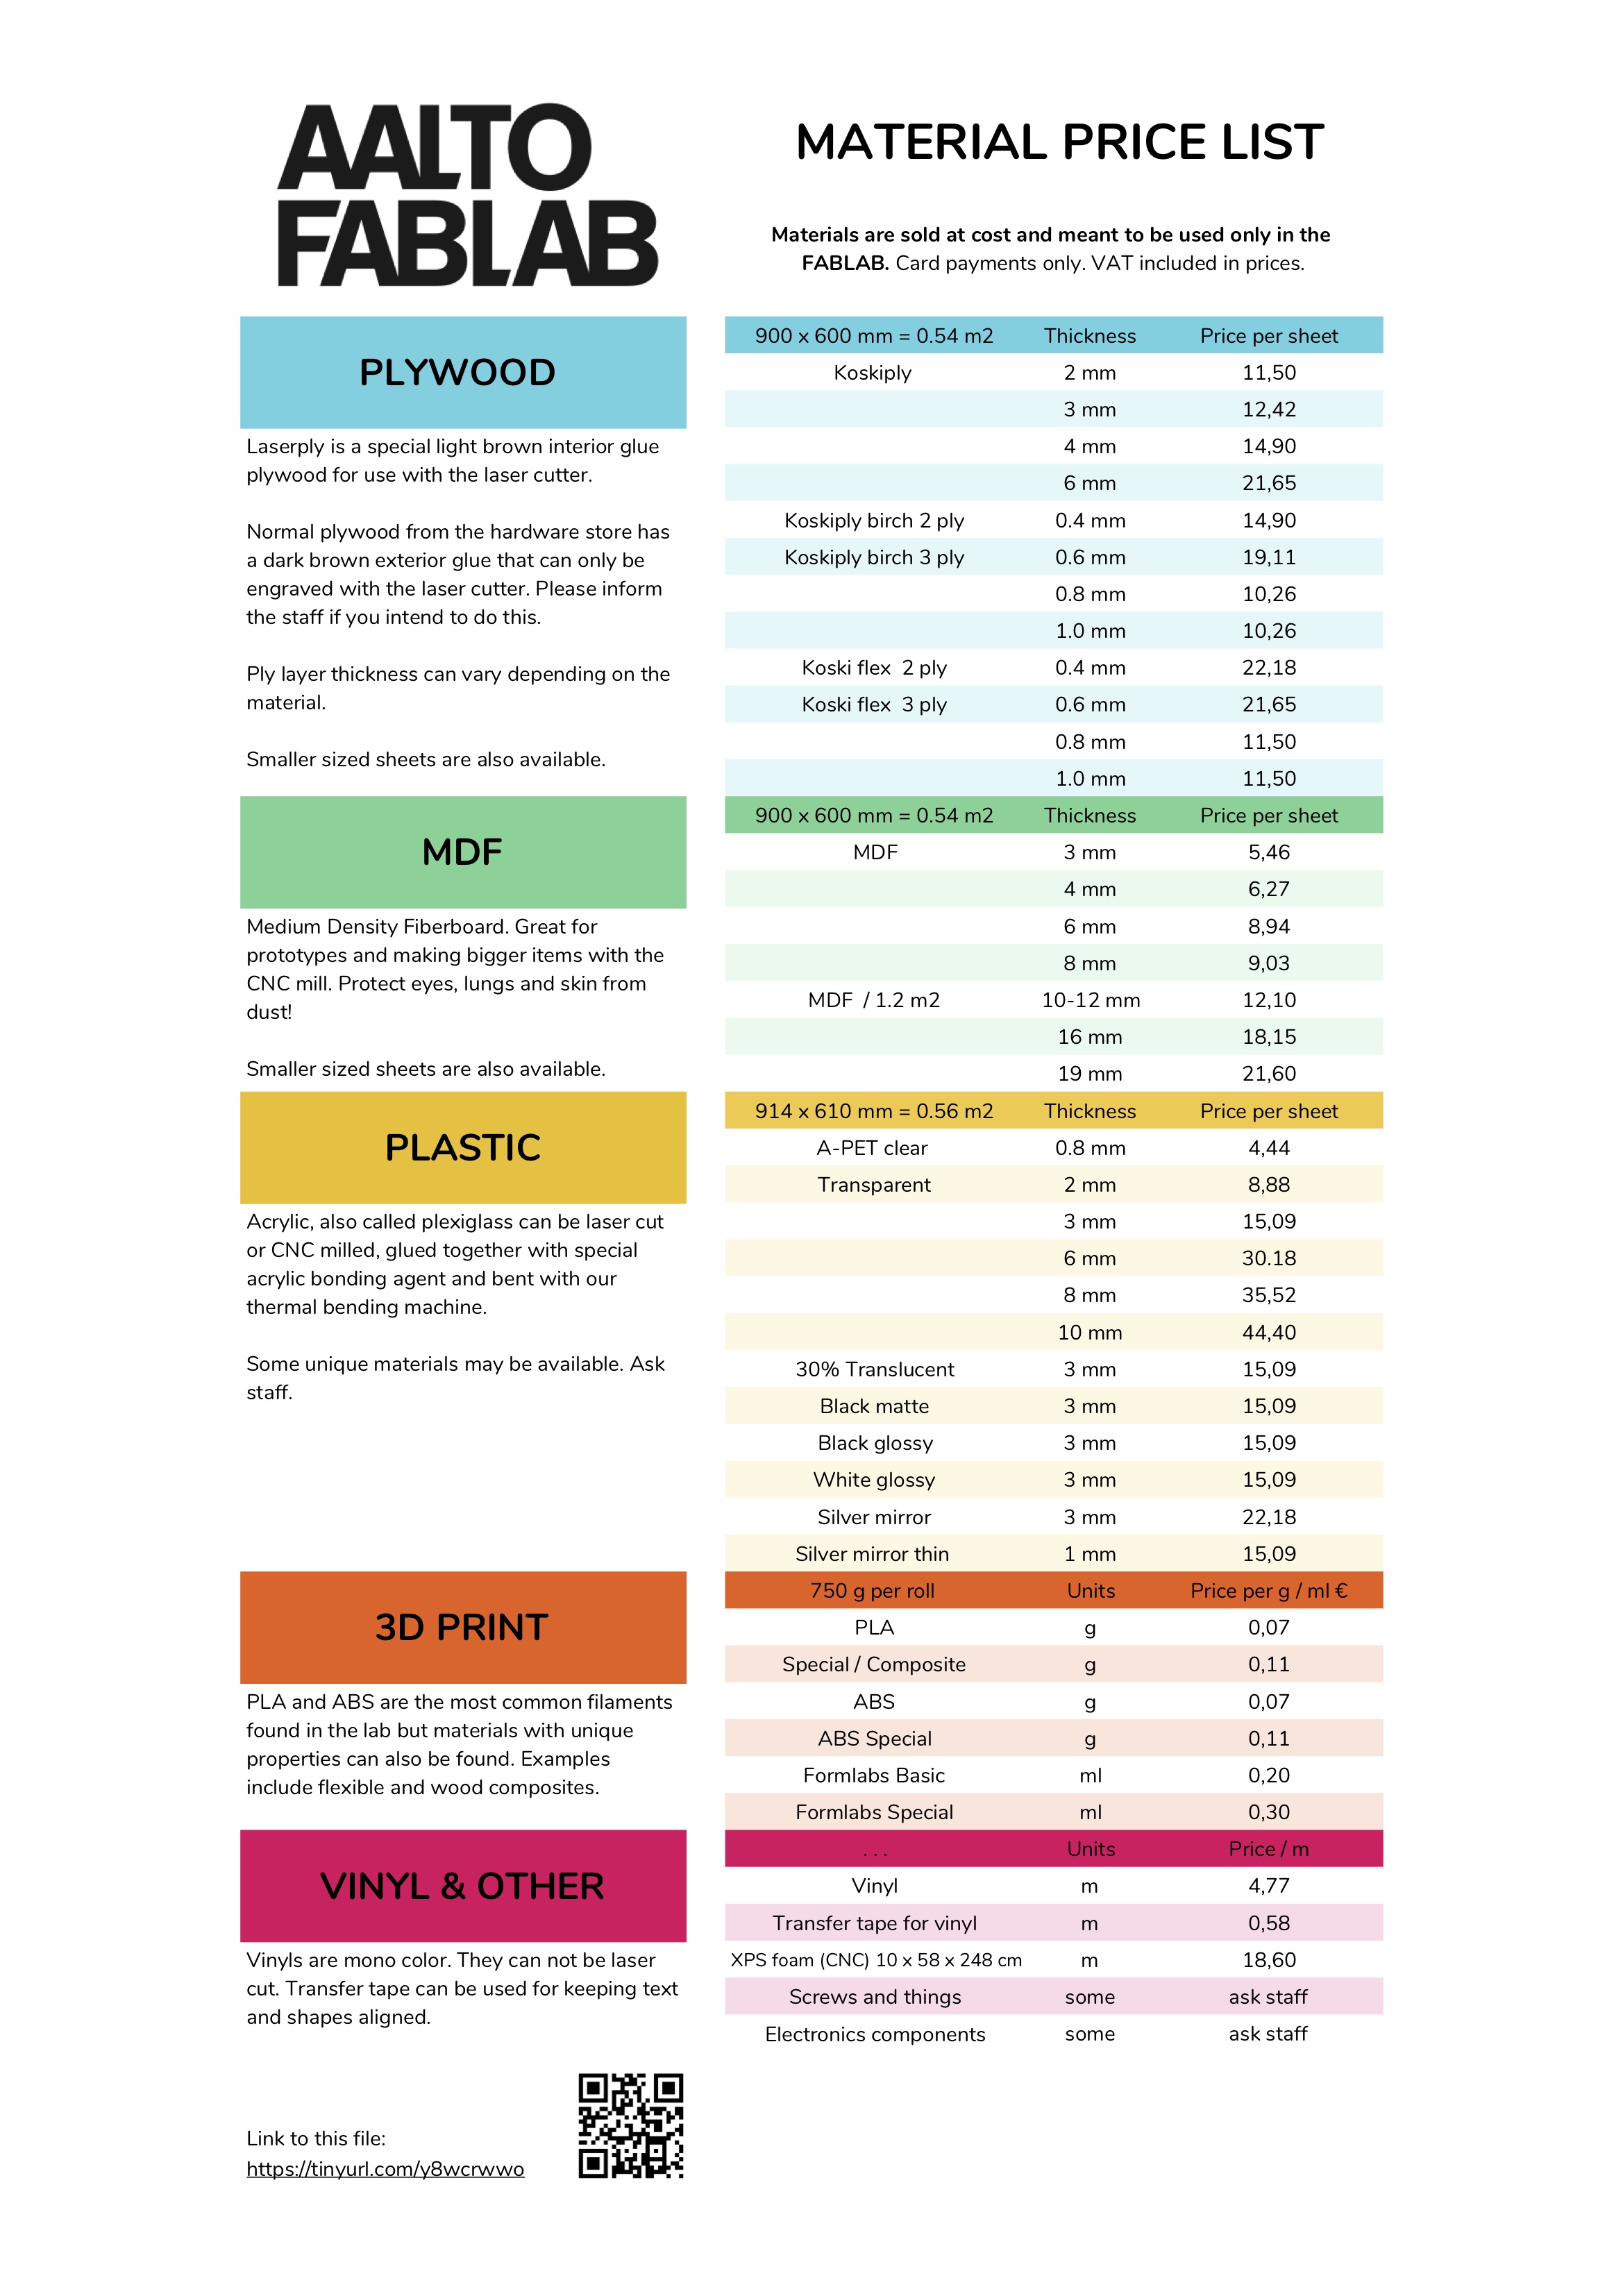 AALTO
FABLAB
MATERIAL PRICE LIST
Materials are sold at cost and meant to be used only in the
FABLAB. Card payments only. VAT included in prices.
PLYWOOD
Laserply is a special light brown interior glue
plywood for use with the laser cutter.
Normal plywood from the hardware store has
a dark brown exterior glue that can only be
engraved with the laser cutter. Please inform
the staff if you intend to do this.
Ply layer thickness can vary depending on the
material.
Smaller sized sheets are also available.
900 x 600 mm = 0.54 m2 Thickness Price per sheet
Koskiply 2 mm 11,50
3 mm 12,42
4 mm 14,90
6 mm 21,65
Koskiply birch 2 ply 0.4 mm 14,90
Koskiply birch 3 ply 0.6 mm 19,11
0.8 mm 10,26
1.0 mm 10,26
Koski flex 2 ply 0.4 mm 22,18
Koski flex 3 ply 0.6 mm 21,65
0.8 mm 11,50
1.0 mm 11,50
MDF
Medium Density Fiberboard. Great for
prototypes and making bigger items with the
CNC mill. Protect eyes, lungs and skin from
dust!
Smaller sized sheets are also available.
900 x 600 mm = 0.54 m2 Thickness Price per sheet
MDF 3 mm 5,46
4 mm 6,27
6 mm 8,94
8 mm 9,03
MDF / 1.2 m2 10-12 mm 12,10
16 mm 18,15
19 mm 21,60
PLASTIC
Acrylic, also called plexiglass can be laser cut
or CNC milled, glued together with special
acrylic bonding agent and bent with our
thermal bending machine.
Some unique materials may be available. Ask
staff.
914 x 610 mm = 0.56 m2 Thickness Price per sheet
A-PET clear 0.8 mm 4,44
Transparent 2 mm 8,88
3 mm 15,09
6 mm 30.18
8 mm 35,52
10 mm 44,40
30% Translucent 3 mm 15,09
Black matte 3 mm 15,09
Black glossy 3 mm 15,09
White glossy 3 mm 15,09
Silver mirror 3 mm 22,18
Silver mirror thin 1 mm 15,09
3D PRINT
PLA and ABS are the most common filaments
found in the lab but materials with unique
properties can also be found. Examples
include flexible and wood composites.
750 g per roll Units Price per g / ml €
PLA g 0,07
Special / Composite g 0,11
ABS g 0,07
ABS Special g 0,11
Formlabs Basic ml 0,20
Formlabs Special ml 0,30
VINYL & OTHER
Vinyls are mono color. They can not be laser
cut. Transfer tape can be used for keeping text
and shapes aligned.
. . . Units Price / m
Vinyl m 4,77
Transfer tape for vinyl m 0,58
XPS foam (CNC) 10 x 58 x 248 cm m 18,60
Screws and things some ask staff
Electronics components some ask staff
Link to this file:
https://tinyurl.com/y8wcrwwo